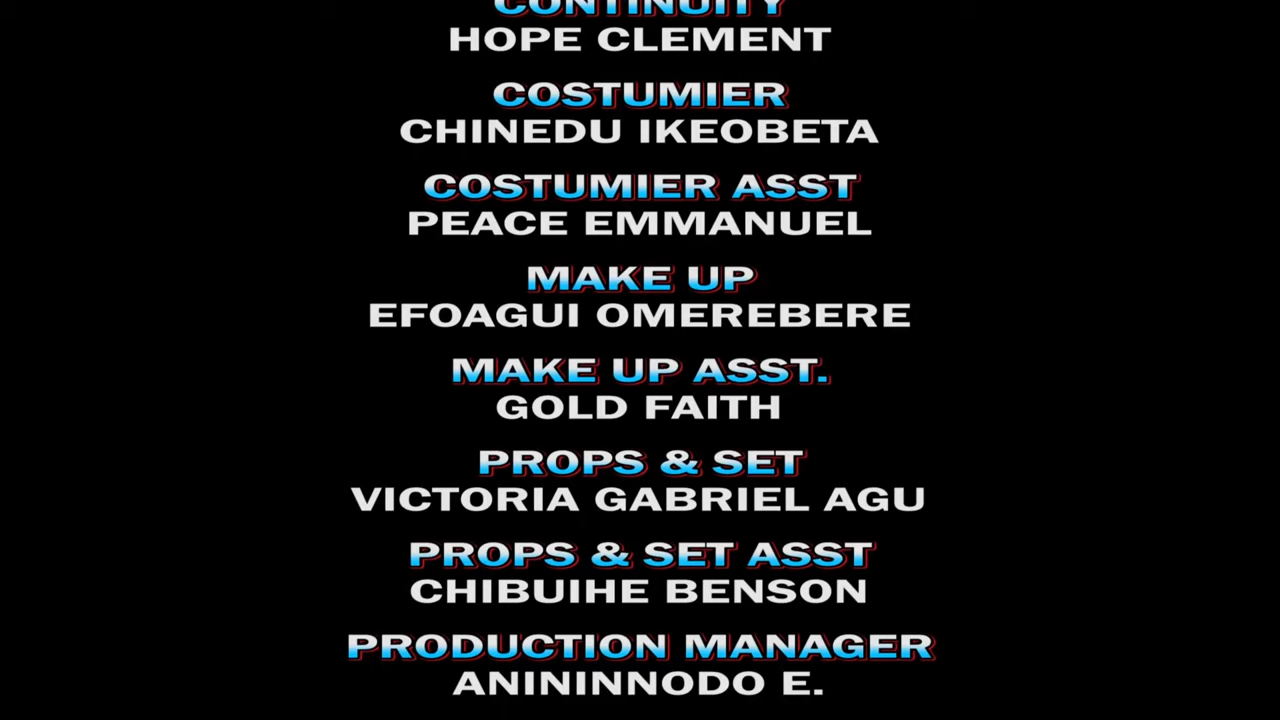 CONTINUITY
HOPE CLEMENT
COSTUMIER
CHINEDU IKEOBETA
COSTUMIER ASST
PEACE EMMANUEL
MAKE UP
EFOAGUI OMEREBERE
MAKE UP ASST.
GOLD FAITH
PROPS & SET
VICTORIA GABRIEL AGU
PROPS & SET ASST
CHIBUIHE BENSON
PRODUCTION MANAGER
ANININNODO E.